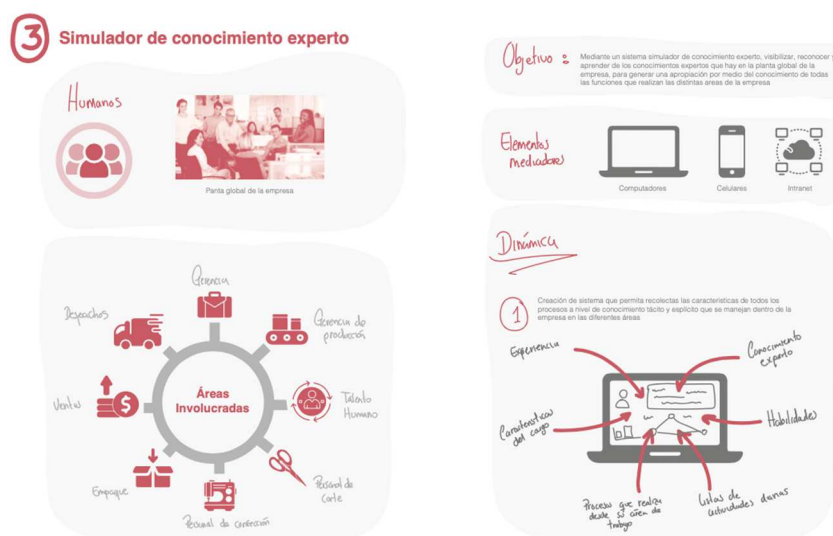 3
Simulador de conocimiento experto
Humanos
Panta global de la empresa
Gerencia
Gerencia de
producción
Talento
Humano
Personal de
corte
Personal de confección
Empaque
Ventas
Despachos
Áreas
Involucradas
Objetivo :
Mediante un sistema simulador de conocimiento experto, visibilizar, reconocer y
aprender de los conocimientos expertos que hay en la planta global de la
empresa, para generar una apropiación por medio del conocimiento de todas
las funciones que realizan las distintas areas de la empresa
Elementos
mediadores
Computadores
Celulares
Intranet
Dinámica
1
Creación de sistema que permita recolectas las características de todos los
procesos a nivel de conocimiento tácito y explícito que se manejan dentro de la
empresa en las diferentes áreas
Experiencia
Conocimiento
experto
Características
del cargo
Habilidades
Procesos que realiza
desde su área de
trabajo
Listas de
actividades diarias